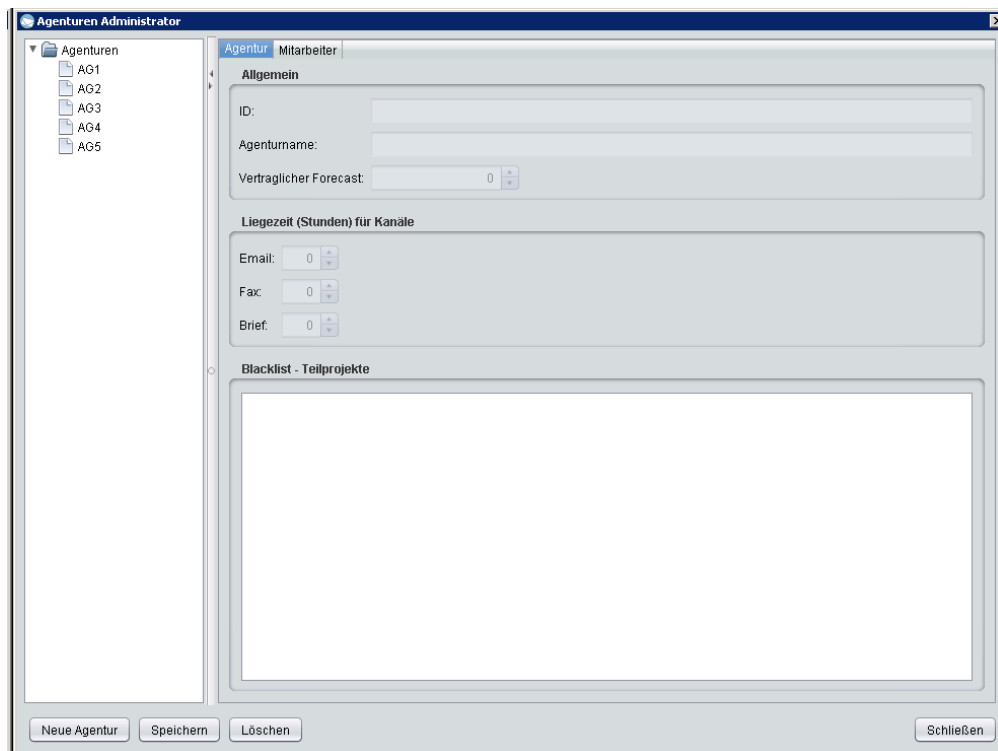 Agenturen Administrator
Agenturen
AG1
AG2
AG3
AG4
AG5
Agentur Mitarbeiter
Allgemein
ID:
Agenturname:
Vertraglicher Forecast: 0
Liegezeit (Stunden) für Kanäle
Email: 0
Fax: 0
Brief: 0
Blacklist - Teilprojekte
Neue Agentur Speichern Löschen Schließen